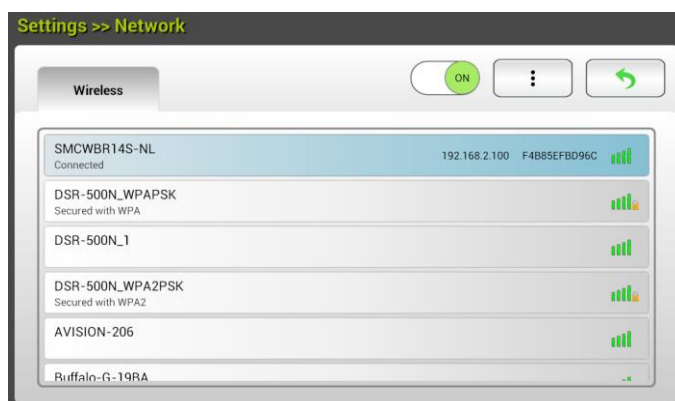 Settings >> Network
Wireless
ON
SMCWBR14S-NL
Connected
192.168.2.100 F4B85EFBD96C
DSR-500N_WPAPSK
Secured with WPA
DSR-500N_1
DSR-500N_WPA2PSK
Secured with WPA2
AVISION-206
Buffalo-G-19BA